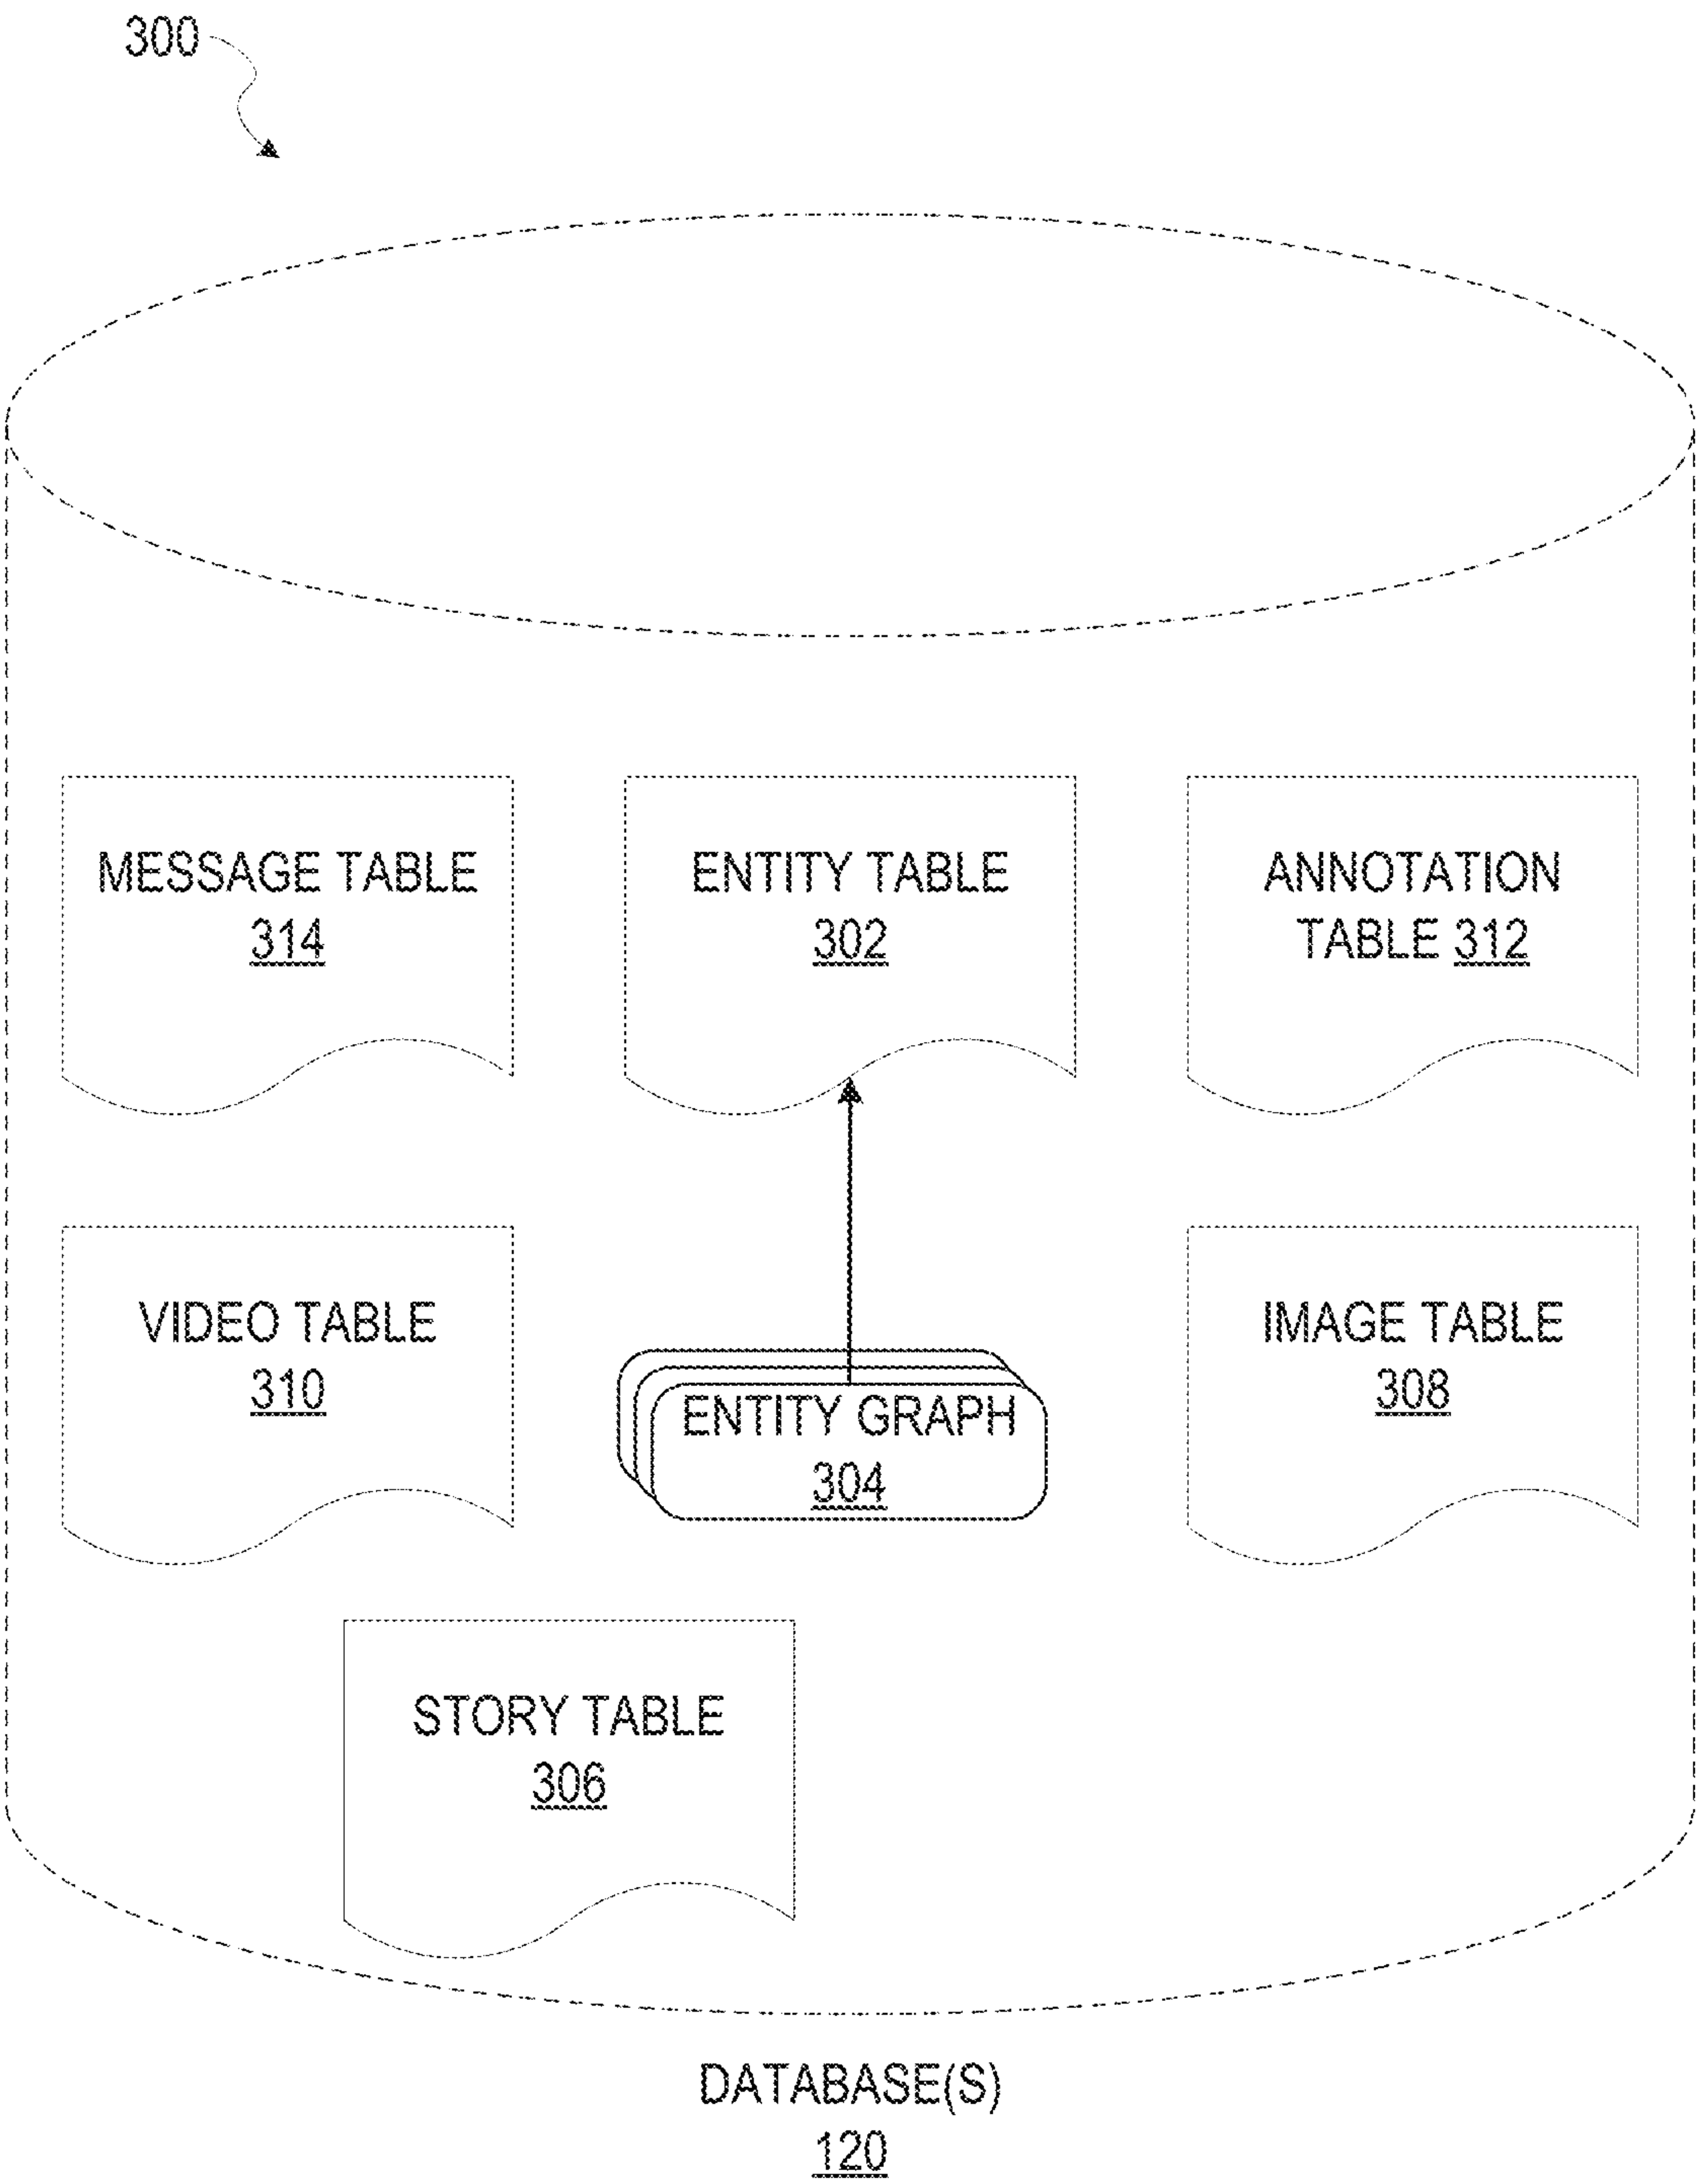 300
MESSAGE TABLE
314
ENTITY TABLE
302
ANNOTATION
TABLE 312
VIDEO TABLE
310
ENTITY GRAPH
304
IMAGE TABLE
308
STORY TABLE
306
DATABASE(S)
120